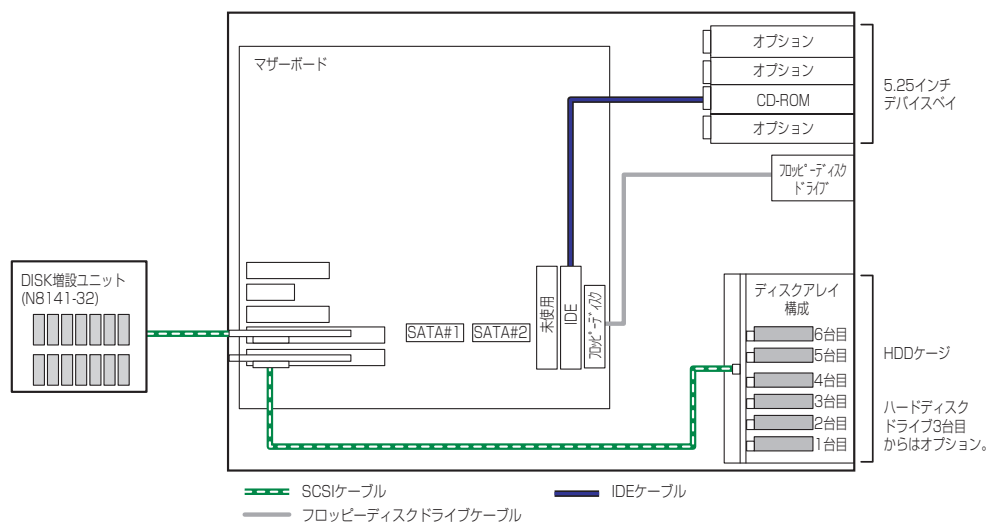 マザーボード
オプション
オプション
CD-ROM
オプション
5.25インチ
デバイスベイ
フロッピーディスク
ドライブ
DISK増設ユニット
(N8141-32)
SATA#1
SATA#2
未使用
IDE
フロッピーディスク
ディスクアレイ
構成
6台目
5台目
4台目
3台目
2台目
1台目
HDDケージ
ハードディスク
ドライブ3台目
からはオプション。
SCSIケーブル
IDEケーブル
フロッピーディスクドライブケーブル